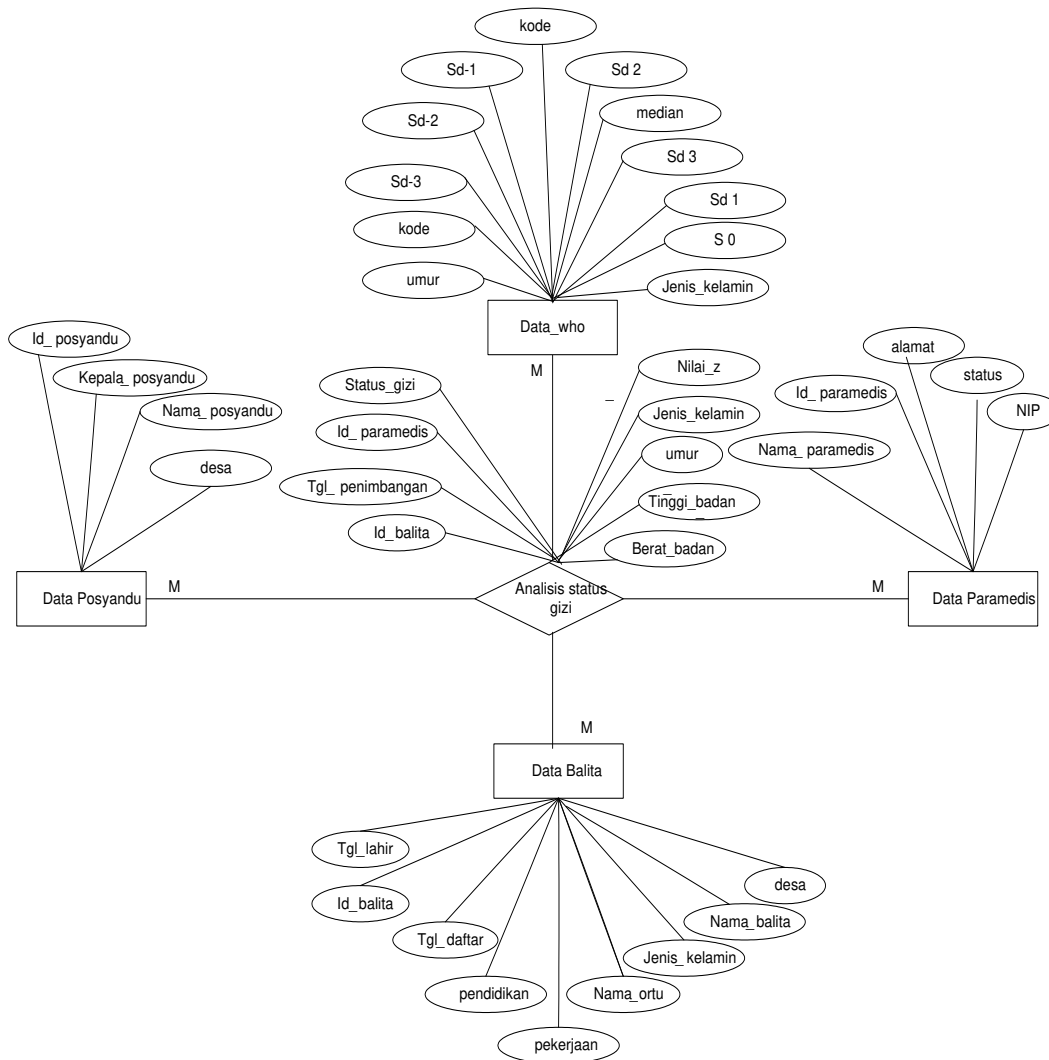 kode
Sd-1
Sd 2
Sd-2
median
Sd-3
Sd 3
kode
Sd 1
S 0
umur
Jenis_kelamin
Data_who
M
Id_ posyandu
Kepala_ posyandu
Nama_ posyandu
desa
Data Posyandu
M
Status_gizi
Id_ paramedis
Tgl_ penimbangan
Id_balita
Nilai_z
Jenis_kelamin
umur
Tinggi_badan
Berat_badan
Analisis status
gizi
alamat
Id_ paramedis
status
NIP
Nama_ paramedis
M
Data Paramedis
M
Data Balita
Tgl_lahir
Id_balita
Tgl_daftar
pendidikan
pekerjaan
Nama_ortu
Jenis_kelamin
Nama_balita
desa